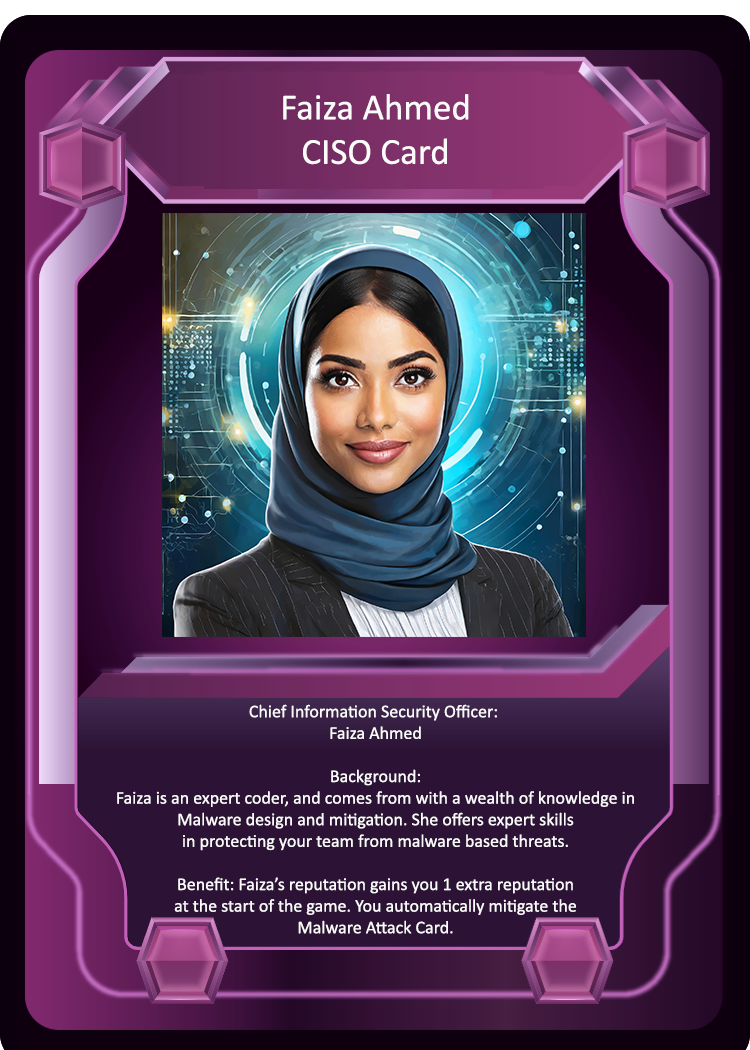 Faiza Ahmed
CISO Card
Chief Information Security Officer:
Faiza Ahmed
Background:
Faiza is an expert coder, and comes from with a wealth of knowledge in
Malware design and mitigation. She offers expert skills
in protecting your team from malware based threats.
Benefit: Faiza’s reputation gains you 1 extra reputation
at the start of the game. You automatically mitigate the
Malware Attack Card.